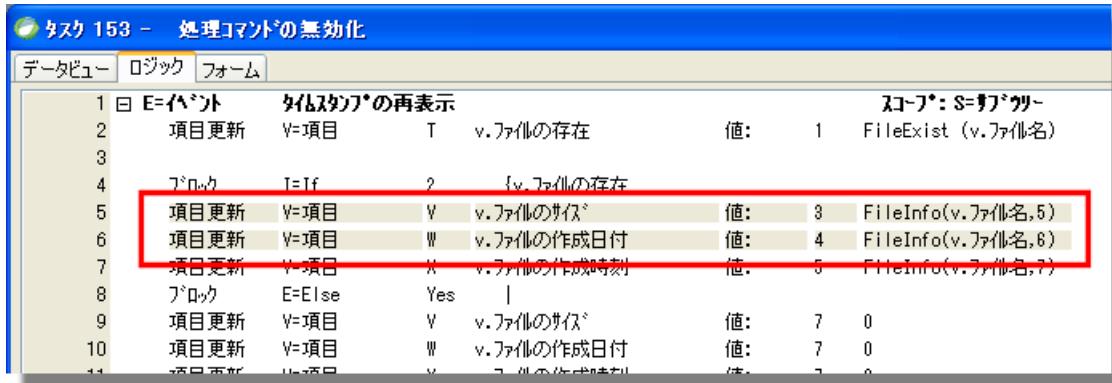 タスク 153 - 処理コマンドの無効化
データビュー ロジック フォーム
1 E=イベント タイムスタンプの再表示 スコープ: S=サブツリー
2 項目更新 V=項目 T v.ファイルの存在 値: 1 FileExist (v.ファイル名)
3
4 ブロック I=If 2 {v.ファイルの存在
5 項目更新 V=項目 V v.ファイルのサイズ 値: 3 FileInfo(v.ファイル名,5)
6 項目更新 V=項目 W v.ファイルの作成日付 値: 4 FileInfo(v.ファイル名,6)
7 項目更新 V=項目 X v.ファイルの作成時刻 値: 5 FileInfo(v.ファイル名,7)
8 ブロック E=Else Yes
9 項目更新 V=項目 V v.ファイルのサイズ 値: 7 0
10 項目更新 V=項目 W v.ファイルの作成日付 値: 7 0